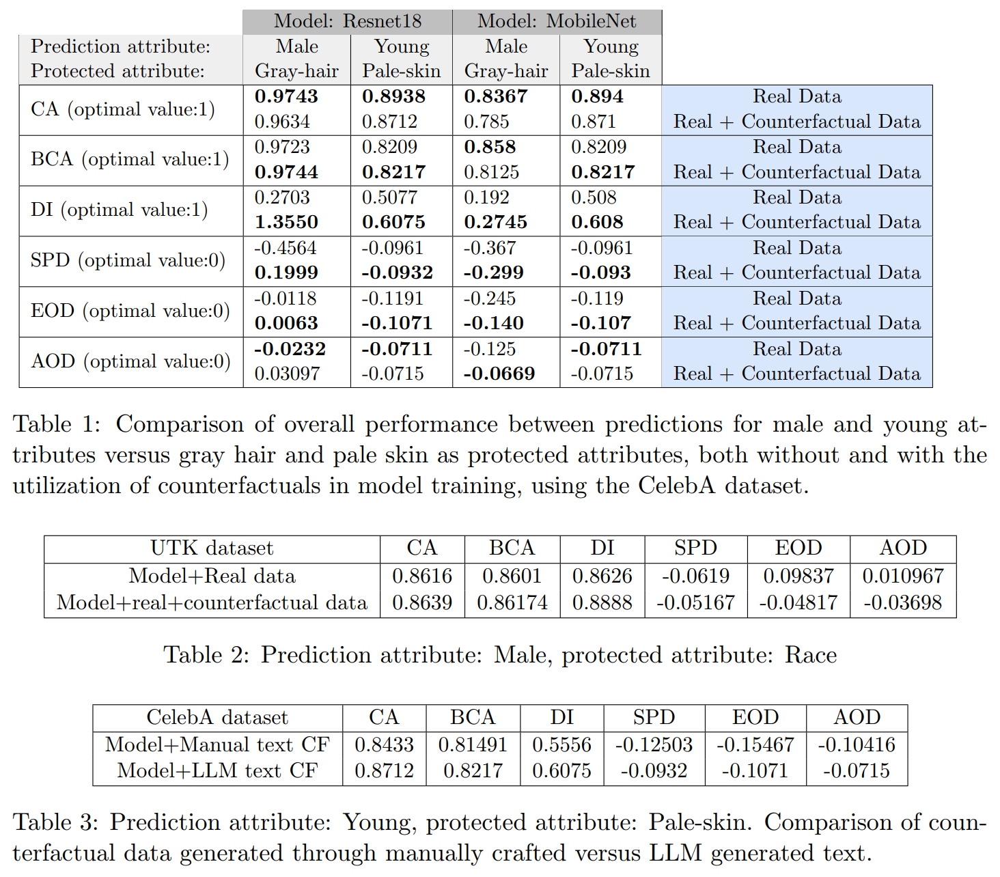 Model: Resnet18 Model: MobileNet
Prediction attribute: Male Young Male Young
Protected attribute: Gray-hair Pale-skin Gray-hair Pale-skin
CA (optimal value:1) 0.9743 0.8938 0.8367 0.894 Real Data
0.9634 0.8712 0.785 0.871 Real + Counterfactual Data
BCA (optimal value:1) 0.9723 0.8209 0.858 0.8209 Real Data
0.9744 0.8217 0.8125 0.8217 Real + Counterfactual Data
DI (optimal value:1) 0.2703 0.5077 0.192 0.508 Real Data
1.3550 0.6075 0.2745 0.608 Real + Counterfactual Data
SPD (optimal value:0) -0.4564 -0.0961 -0.367 -0.0961 Real Data
0.1999 -0.0932 -0.299 -0.093 Real + Counterfactual Data
EOD (optimal value:0) -0.0118 -0.1191 -0.245 -0.119 Real Data
0.0063 -0.1071 -0.140 -0.107 Real + Counterfactual Data
AOD (optimal value:0) -0.0232 -0.0711 -0.125 -0.0711 Real Data
0.03097 -0.0715 -0.0669 -0.0715 Real + Counterfactual Data
Table 1: Comparison of overall performance between predictions for male and young at-
tributes versus gray hair and pale skin as protected attributes, both without and with the
utilization of counterfactuals in model training, using the CelebA dataset.
UTK dataset CA BCA DI SPD EOD AOD
Model+Real data 0.8616 0.8601 0.8626 -0.0619 0.09837 0.010967
Model+real+counterfactual data 0.8639 0.86174 0.8888 -0.05167 -0.04817 -0.03698
Table 2: Prediction attribute: Male, protected attribute: Race
CelebA dataset CA BCA DI SPD EOD AOD
Model+Manual text CF 0.8433 0.81491 0.5556 -0.12503 -0.15467 -0.10416
Model+LLM text CF 0.8712 0.8217 0.6075 -0.0932 -0.1071 -0.0715
Table 3: Prediction attribute: Young, protected attribute: Pale-skin. Comparison of coun-
terfactual data generated through manually crafted versus LLM generated text.